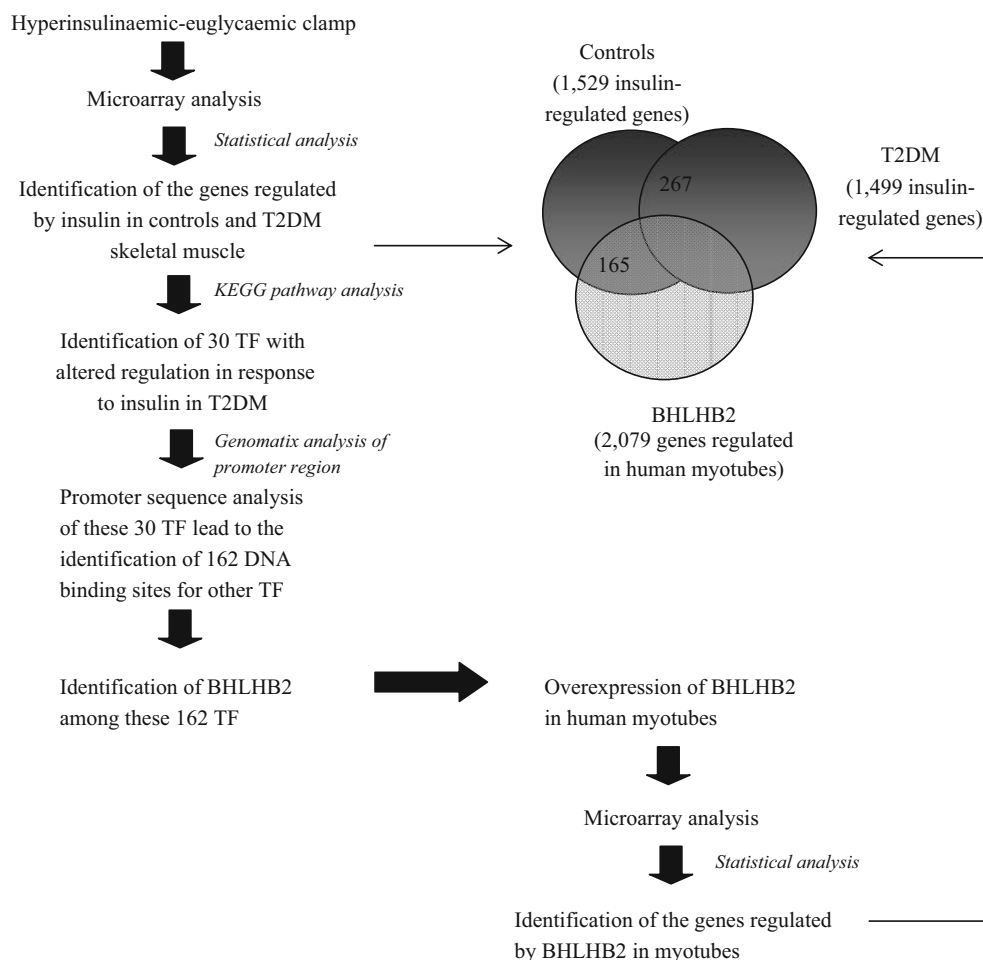 Hyperinsulinaemic-euglycaemic clamp
Microarray analysis
Statistical analysis
Identification of the genes regulated
by insulin in controls and T2DM
skeletal muscle
KEGG pathway analysis
Identification of 30 TF with
altered regulation in response
to insulin in T2DM
Genomatix analysis of
promoter region
Promoter sequence analysis
of these 30 TF lead to the
identification of 162 DNA
binding sites for other TF
Identification of BHLHB2
among these 162 TF
Controls
(1,529 insulin-
regulated genes)
T2DM
(1,499 insulin-
regulated genes)
267
165
BHLHB2
(2,079 genes regulated
in human myotubes)
Overexpression of BHLHB2
in human myotubes
Microarray analysis
Statistical analysis
Identification of the genes regulated
by BHLHB2 in myotubes